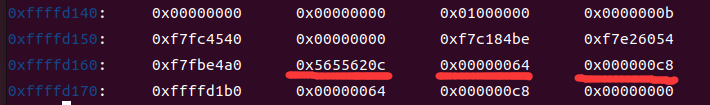 0xffffd140: 0x00000000 0x00000000 0x01000000 0x0000000b
0xffffd150: 0xf7fc4540 0x00000000 0xf7c184be 0xf7e26054
0xffffd160: 0xf7fbe4a0 0x5655620c 0x00000064 0x000000c8
0xffffd170: 0xffffd1b0 0x00000064 0x000000c8 0x00000000